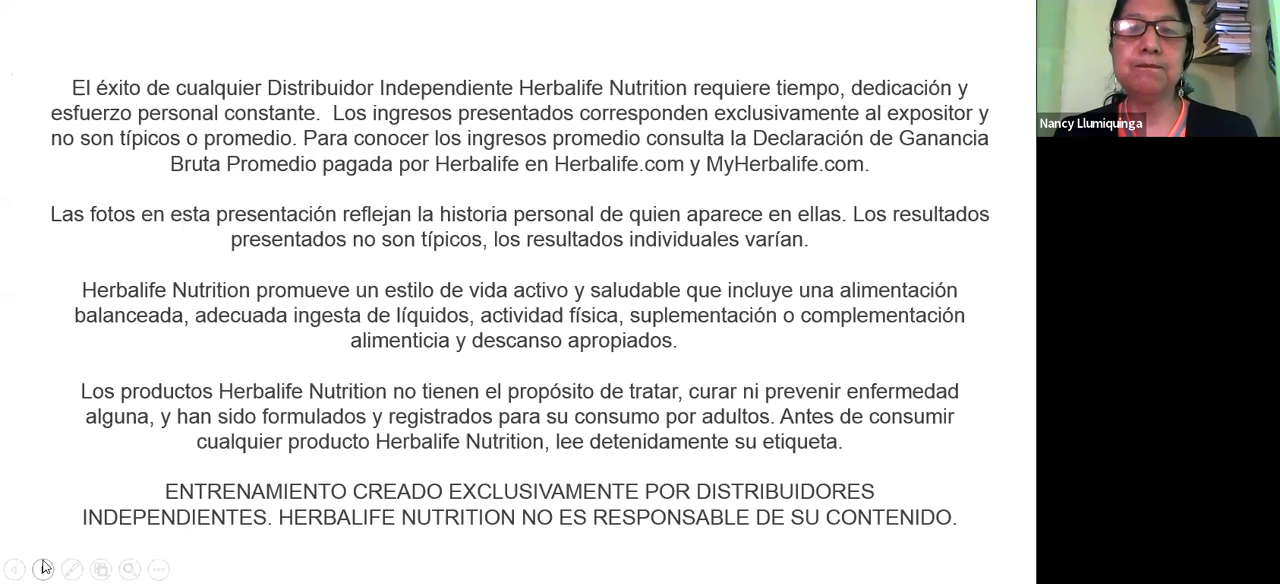 El éxito de cualquier Distribuidor Independiente Herbalife Nutrition requiere tiempo, dedicación y
esfuerzo personal constante.  Los ingresos presentados corresponden exclusivamente al expositor y
no son típicos o promedio. Para conocer los ingresos promedio consulta la Declaración de Ganancia
Bruta Promedio pagada por Herbalife en Herbalife.com y MyHerbalife.com.
Las fotos en esta presentación reflejan la historia personal de quien aparece en ellas. Los resultados
presentados no son típicos, los resultados individuales varían.
Herbalife Nutrition promueve un estilo de vida activo y saludable que incluye una alimentación
balanceada, adecuada ingesta de líquidos, actividad física, suplementación o complementación
alimenticia y descanso apropiados.
Los productos Herbalife Nutrition no tienen el propósito de tratar, curar ni prevenir enfermedad
alguna, y han sido formulados y registrados para su consumo por adultos. Antes de consumir
cualquier producto Herbalife Nutrition, lee detenidamente su etiqueta.
ENTRENAMIENTO CREADO EXCLUSIVAMENTE POR DISTRIBUIDORES
INDEPENDIENTES. HERBALIFE NUTRITION NO ES RESPONSABLE DE SU CONTENIDO.
Nancy Llumiquinga